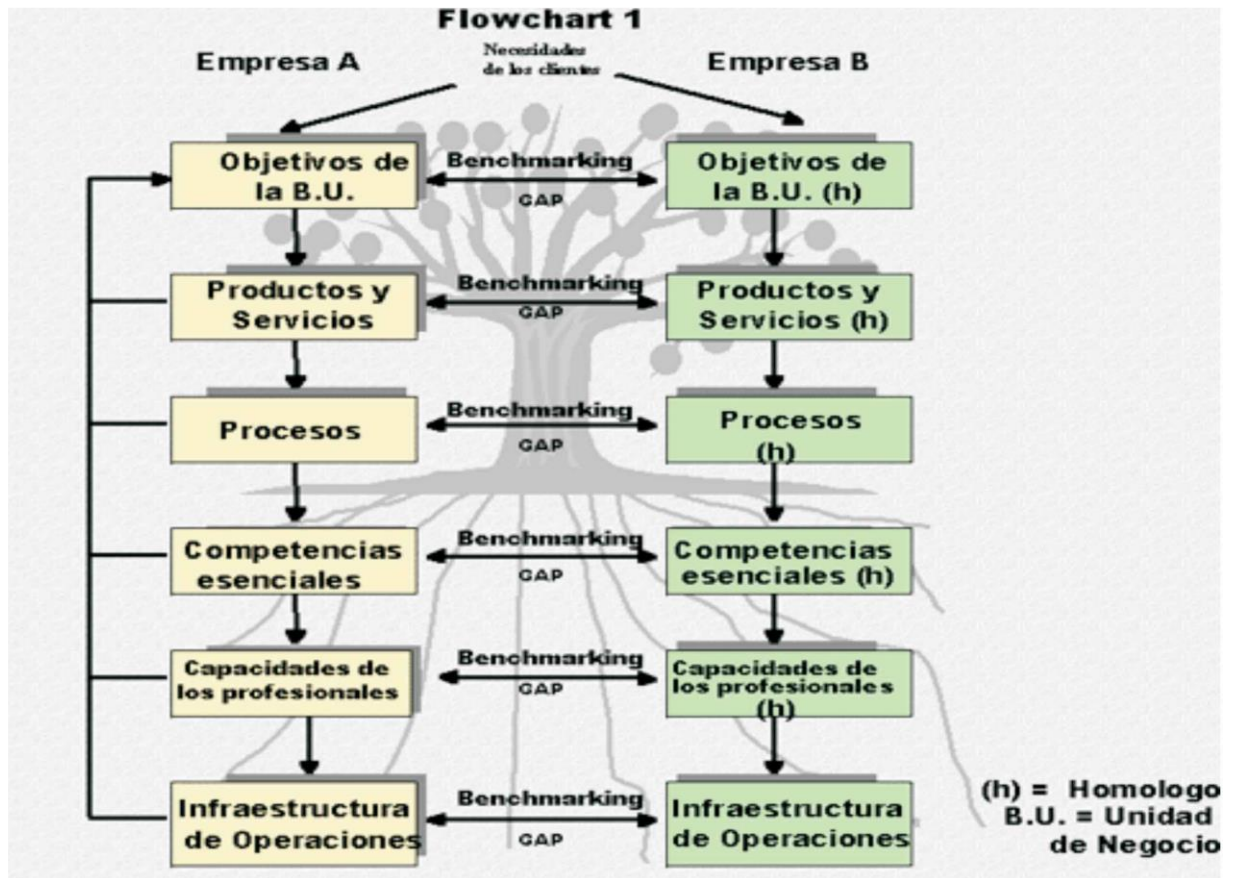 Flowchart 1
Necesidades
de los clientes
Empresa A
Empresa B
Objetivos de
la B.U.
Benchmarking
GAP
Objetivos de
la B.U. (h)
Productos y
Servicios
Benchmarking
GAP
Productos y
Servicios (h)
Procesos
Benchmarking
GAP
Procesos
(h)
Competencias
esenciales
Benchmarking
GAP
Competencias
esenciales (h)
Capacidades de
los profesionales
Benchmarking
GAP
Capacidades de
los profesionales
(h)
Infraestructura
de Operaciones
Benchmarking
GAP
Infraestructura
de Operaciones
(h) = Homologo
B.U. = Unidad
de Negocio